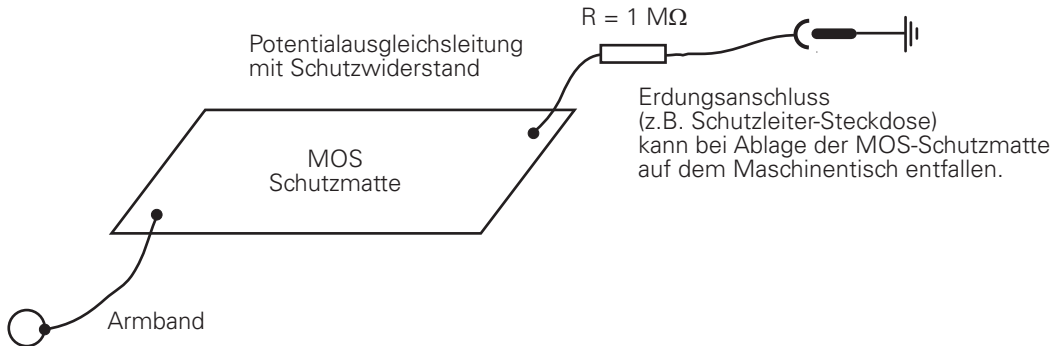 R = 1 MΩ
Potentialausgleichsleitung
mit Schutzwiderstand
Erdungsanschluss
(z.B. Schutzleiter-Steckdose)
kann bei Ablage der MOS-Schutzmatte
auf dem Maschinentisch entfallen.
MOS
Schutzmatte
Armband